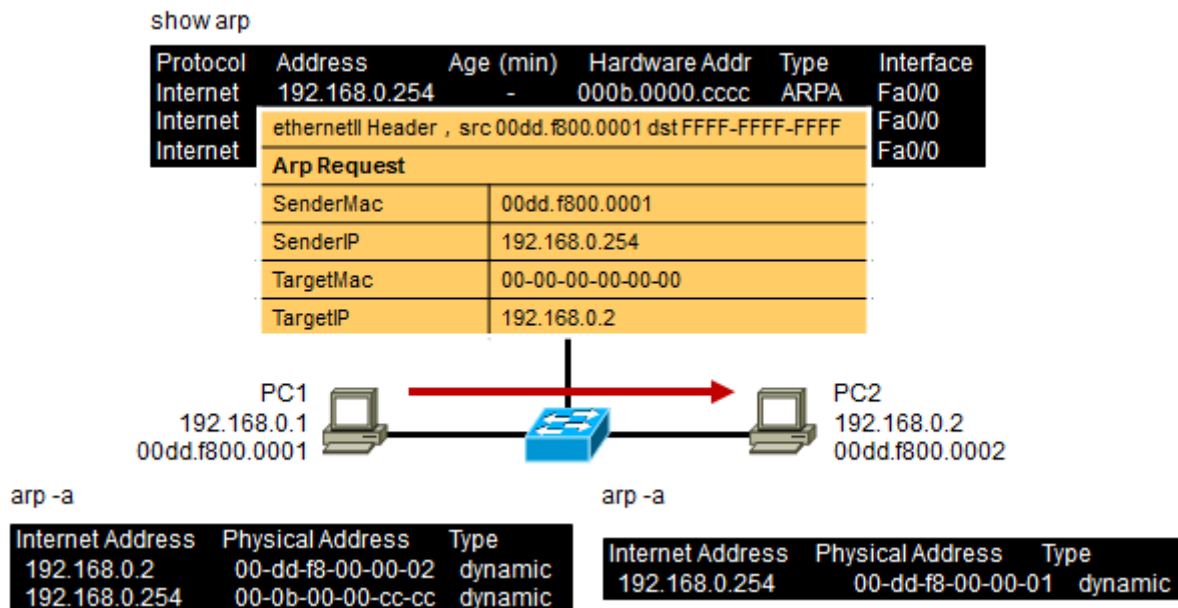 show arp
Protocol Address Age (min) Hardware Addr Type Interface
Internet 192.168.0.254 - 000b.0000.cccc ARPA Fa0/0
Internet Fa0/0
Internet Fa0/0
ethernetII Header , src 00dd.f800.0001 dst FFFF-FFFF-FFFF
Arp Request
SenderMac 00dd.f800.0001
SenderIP 192.168.0.254
TargetMac 00-00-00-00-00-00
TargetIP 192.168.0.2
PC1
192.168.0.1
00dd.f800.0001
PC2
192.168.0.2
00dd.f800.0002
arp -a
Internet Address Physical Address Type
192.168.0.2 00-dd-f8-00-00-02 dynamic
192.168.0.254 00-0b-00-00-cc-cc dynamic
arp -a
Internet Address Physical Address Type
192.168.0.254 00-dd-f8-00-00-01 dynamic